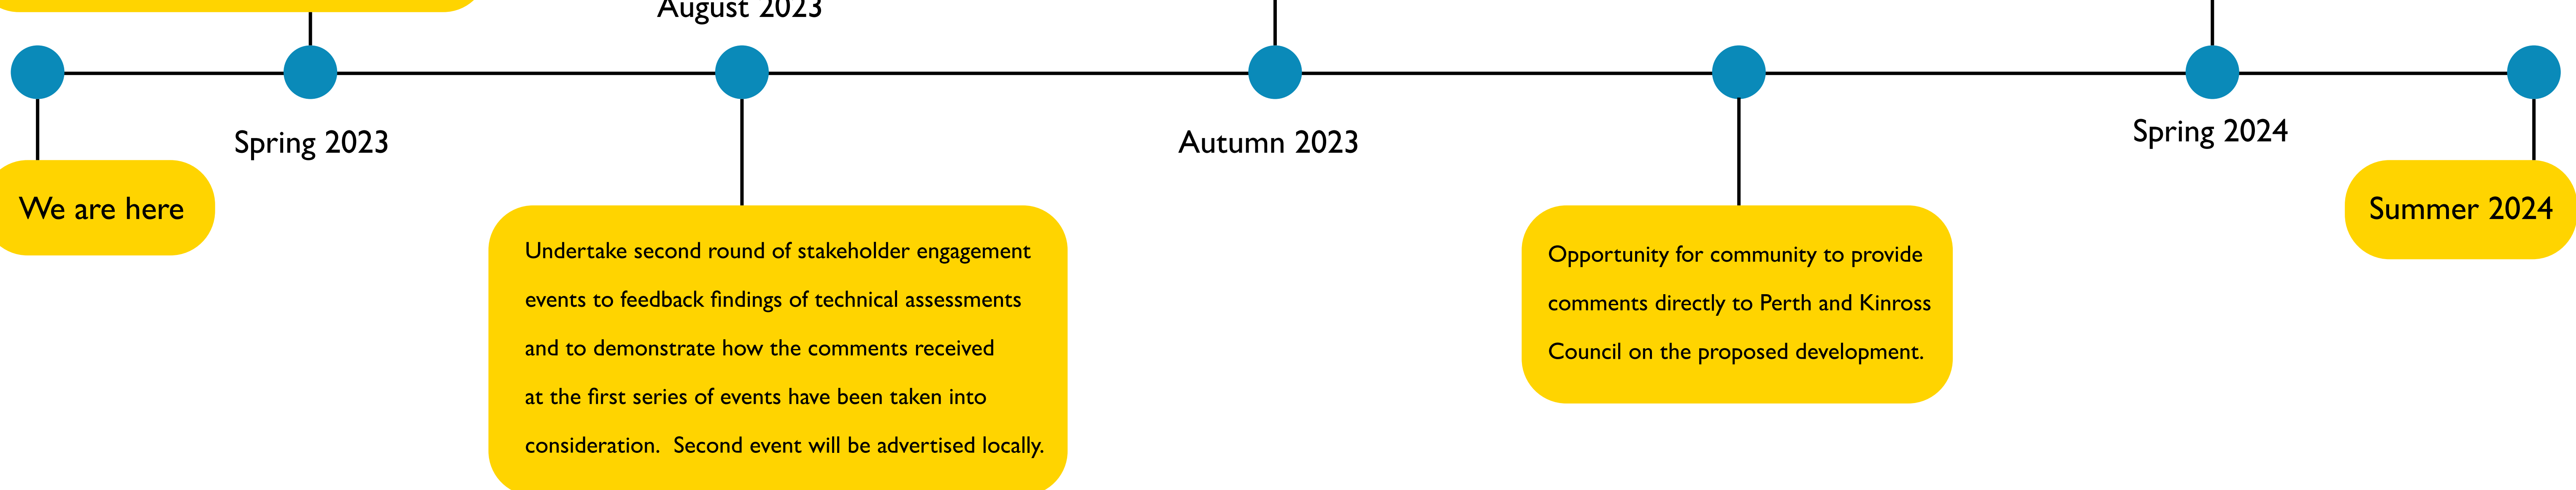 August 2023
Spring 2023
Autumn 2023
Spring 2024
We are here
Summer 2024
Undertake second round of stakeholder engagement
events to feedback findings of technical assessments
and to demonstrate how the comments received
at the first series of events have been taken into
consideration.  Second event will be advertised locally.
Opportunity for community to provide
comments directly to Perth and Kinross
Council on the proposed development.